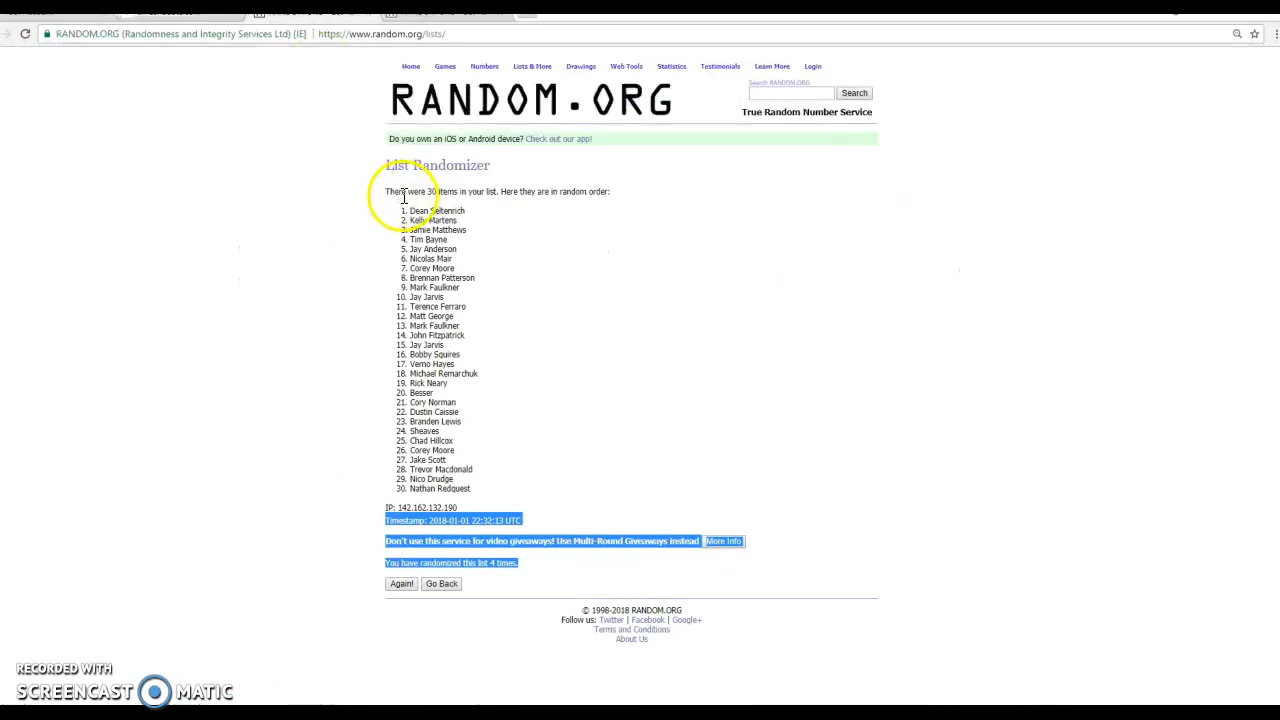 RANDOM.ORG (Randomness and Integrity Services Ltd) [IE] | https://www.random.org/lists/
Home Games Numbers Lists & More Drawings Web Tools Statistics Testimonials Learn More Login
RANDOM.ORG
Search RANDOM.ORG
Search
True Random Number Service
Do you own an iOS or Android device? Check out our app!
List Randomizer
There were 30 items in your list. Here they are in random order:
1. Dean Seltenrich
2. Kelly Martens
3. Jamie Matthews
4. Tim Bayne
5. Jay Anderson
6. Nicolas Mair
7. Corey Moore
8. Brennan Patterson
9. Mark Faulkner
10. Jay Jarvis
11. Terence Ferraro
12. Matt George
13. Mark Faulkner
14. John Fitzpatrick
15. Jay Jarvis
16. Bobby Squires
17. Verno Hayes
18. Michael Remarchuk
19. Rick Neary
20. Besser
21. Cory Norman
22. Dustin Caissie
23. Branden Lewis
24. Sheaves
25. Chad Hillcox
26. Corey Moore
27. Jake Scott
28. Trevor Macdonald
29. Nico Drudge
30. Nathan Redquest
IP: 142.162.132.190
Timestamp: 2018-01-01 22:32:13 UTC
Don't use this service for video giveaways! Use Multi-Round Giveaways instead More Info
You have randomized this list 4 times.
Again! Go Back
© 1998-2018 RANDOM.ORG
Follow us: Twitter | Facebook | Google+
Terms and Conditions
About Us
RECORDED WITH
SCREENCAST MATIC